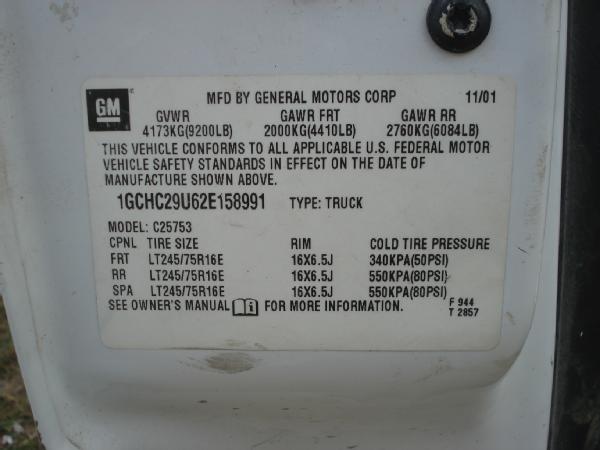 GM
MFD BY GENERAL MOTORS CORP 11/01
GVWR GAWR FRT GAWR RR
4173KG(9200LB) 2000KG(4410LB) 2760KG(6084LB)
THIS VEHICLE CONFORMS TO ALL APPLICABLE U.S. FEDERAL MOTOR
VEHICLE SAFETY STANDARDS IN EFFECT ON THE DATE OF
MANUFACTURE SHOWN ABOVE.
1GCHC29U62E158991 TYPE: TRUCK
MODEL: C25753
CPNL TIRE SIZE RIM COLD TIRE PRESSURE
FRT LT245/75R16E 16X6.5J 340KPA(50PSI)
RR LT245/75R16E 16X6.5J 550KPA(80PSI)
SPA LT245/75R16E 16X6.5J 550KPA(80PSI)
SEE OWNER'S MANUAL FOR MORE INFORMATION.
F 944
T 2857